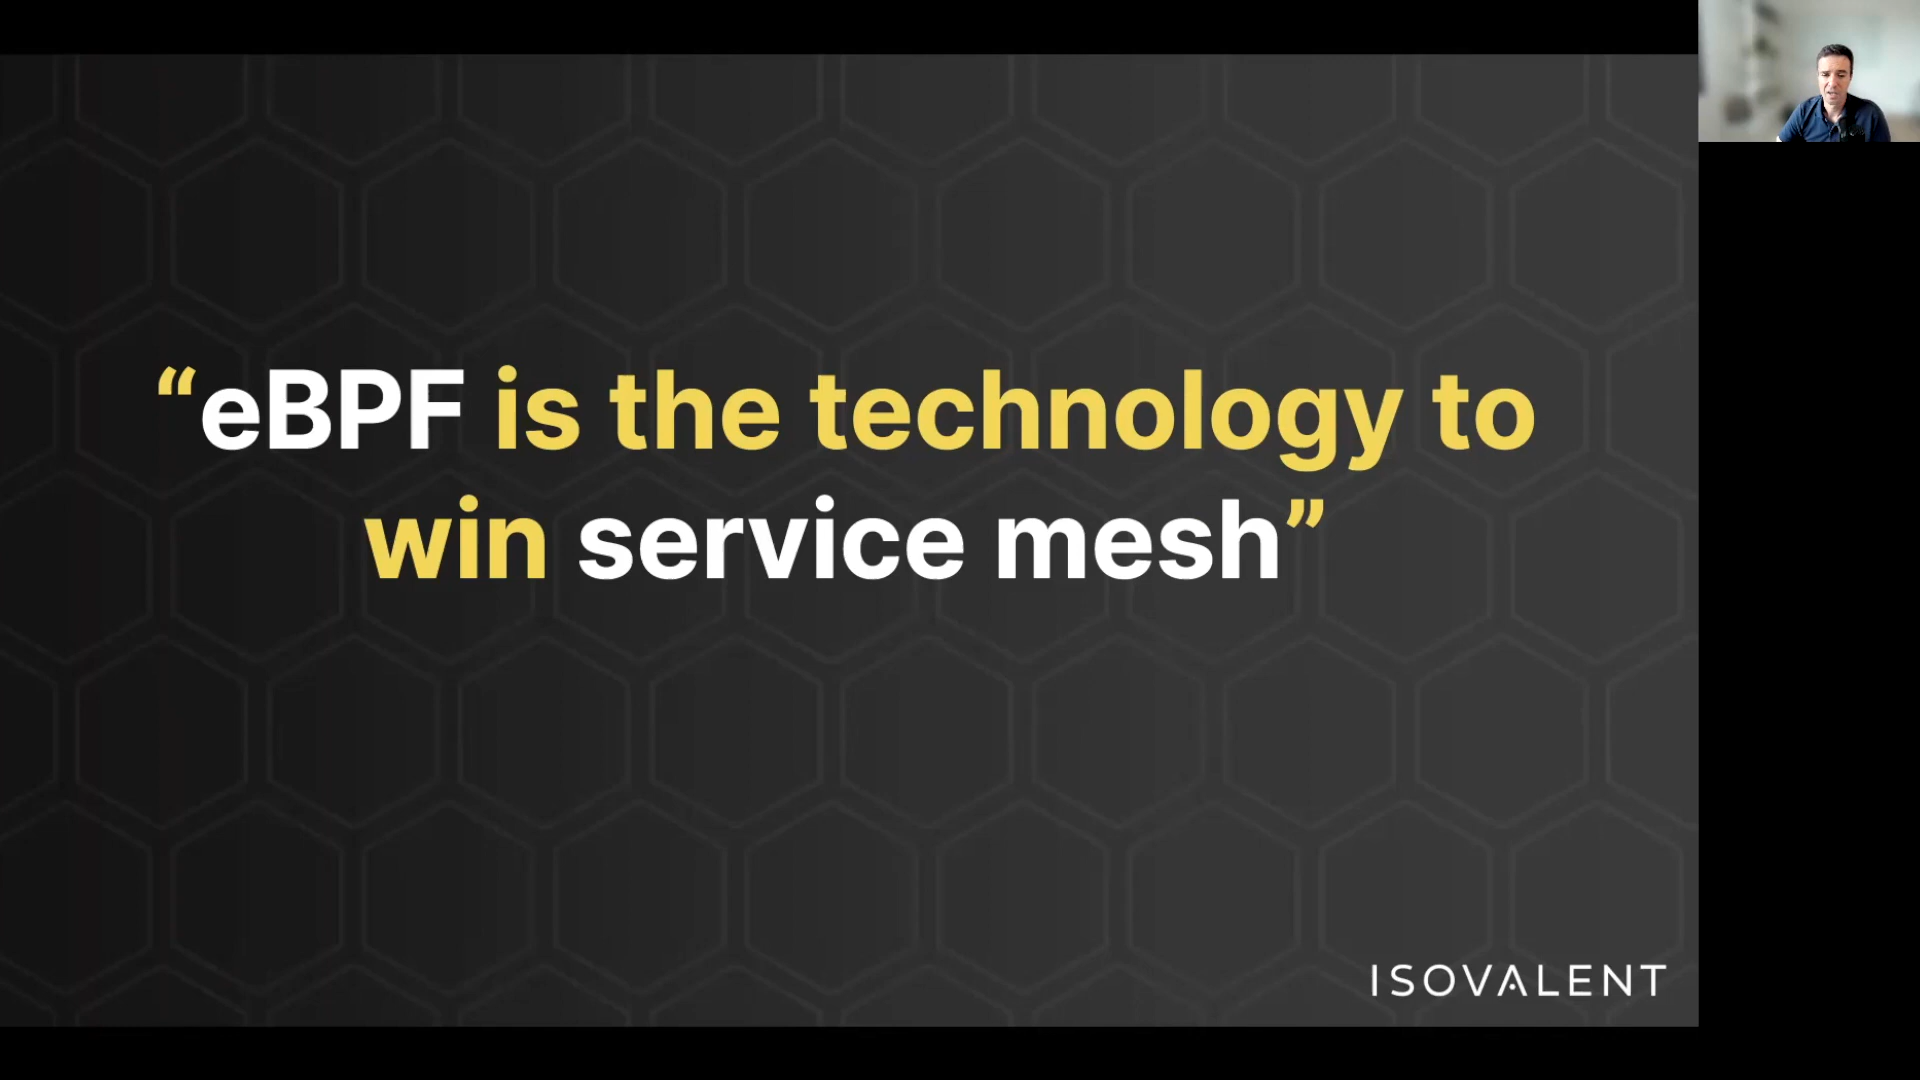 “eBPF is the technology to
win service mesh”
ISOVALENT